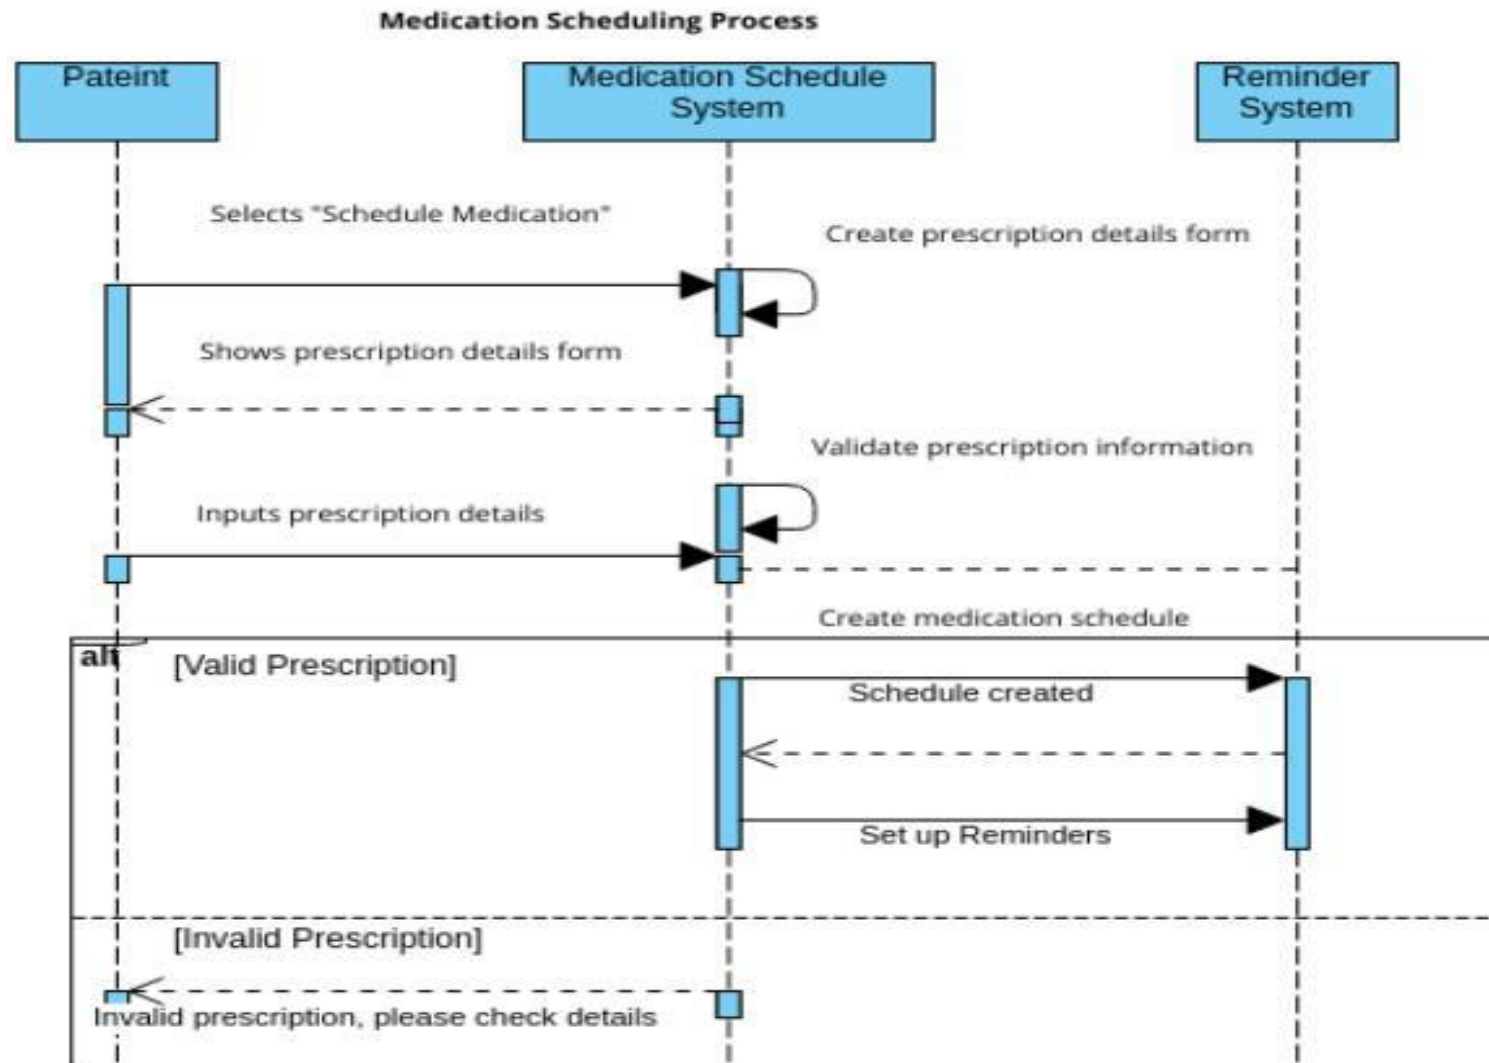 Medication Scheduling Process
Pateint
Medication Schedule
System
Reminder
System
Selects "Schedule Medication"
Create prescription details form
Shows prescription details form
Validate prescription information
Inputs prescription details
Create medication schedule
alt
[Valid Prescription]
Schedule created
Set up Reminders
[Invalid Prescription]
Invalid prescription, please check details